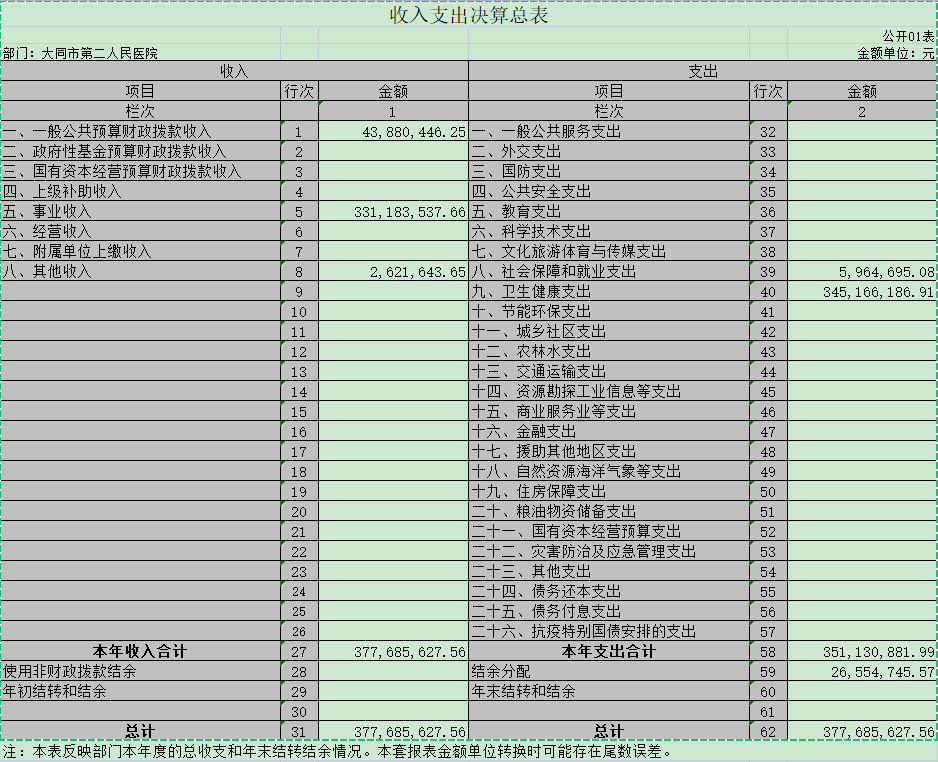 收入支出决算总表
公开01表
部门：大同市第二人民医院 金额单位：元
收入 支出
项目 行次 金额 项目 行次 金额
栏次 1 栏次 2
一、一般公共预算财政拨款收入 1 43,880,446.25 一、一般公共服务支出 32
二、政府性基金预算财政拨款收入 2 二、外交支出 33
三、国有资本经营预算财政拨款收入 3 三、国防支出 34
四、上级补助收入 4 四、公共安全支出 35
五、事业收入 5 331,183,537.66 五、教育支出 36
六、经营收入 6 六、科学技术支出 37
七、附属单位上缴收入 7 七、文化旅游体育与传媒支出 38
八、其他收入 8 2,621,643.65 八、社会保障和就业支出 39 5,964,695.08
9 九、卫生健康支出 40 345,166,186.91
10 十、节能环保支出 41
11 十一、城乡社区支出 42
12 十二、农林水支出 43
13 十三、交通运输支出 44
14 十四、资源勘探工业信息等支出 45
15 十五、商业服务业等支出 46
16 十六、金融支出 47
17 十七、援助其他地区支出 48
18 十八、自然资源海洋气象等支出 49
19 十九、住房保障支出 50
20 二十、粮油物资储备支出 51
21 二十一、国有资本经营预算支出 52
22 二十二、灾害防治及应急管理支出 53
23 二十三、其他支出 54
24 二十四、债务还本支出 55
25 二十五、债务付息支出 56
26 二十六、抗疫特别国债安排的支出 57
本年收入合计 27 377,685,627.56 本年支出合计 58 351,130,881.99
使用非财政拨款结余 28 结余分配 59 26,554,745.57
年初结转和结余 29 年末结转和结余 60
30 61
总计 31 377,685,627.56 总计 62 377,685,627.56
注：本表反映部门本年度的总收支和年末结转结余情况。本套报表金额单位转换时可能存在尾数误差。